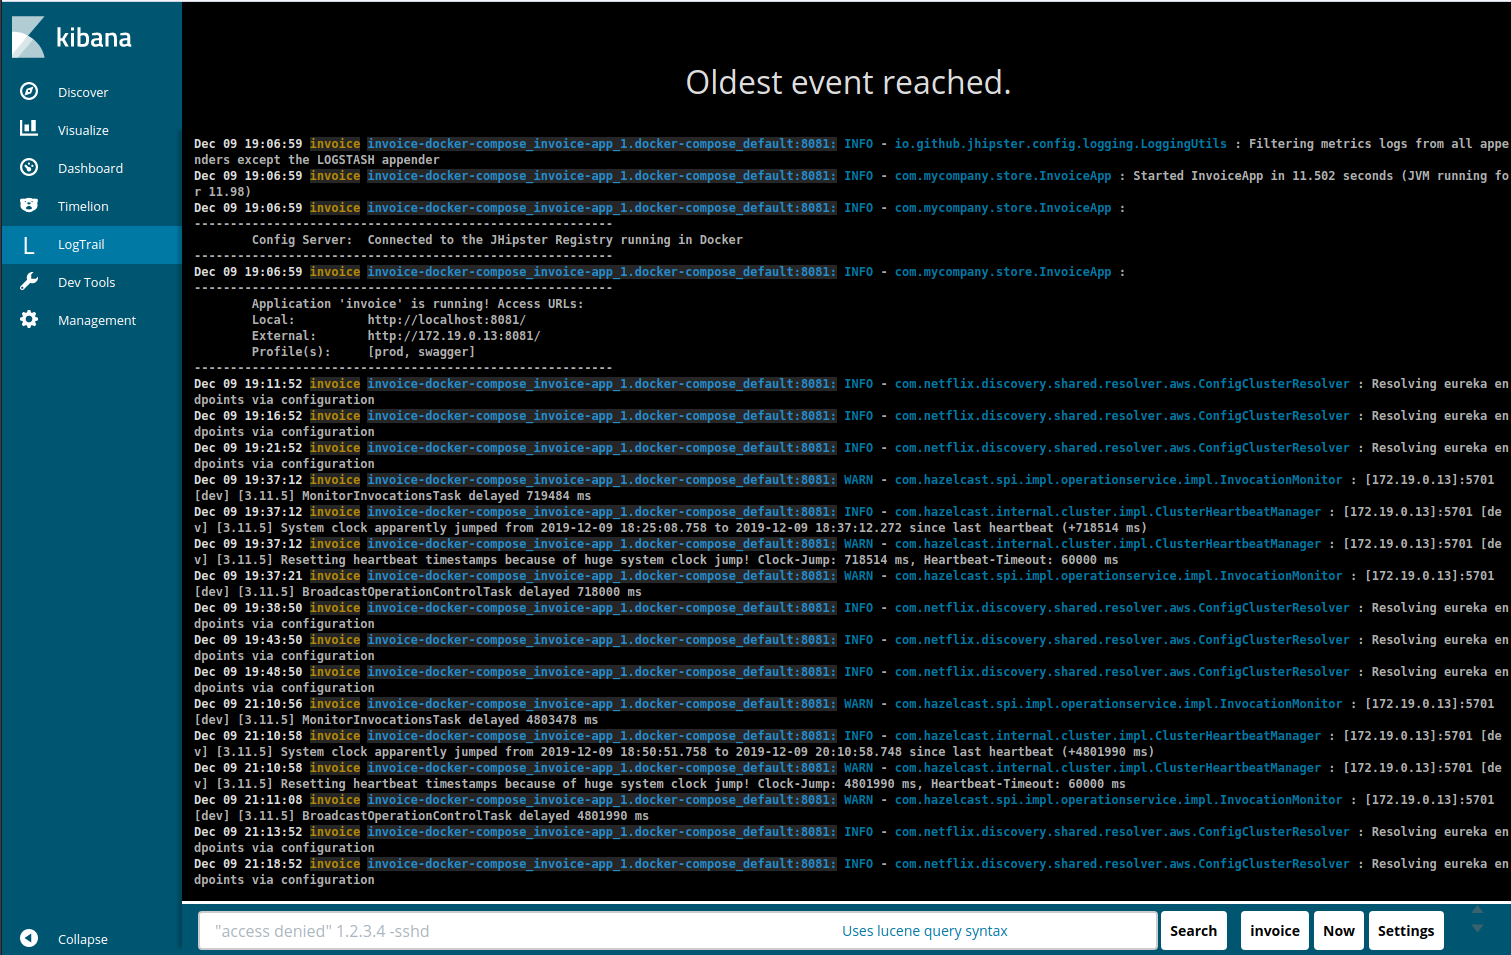 kibana
Discover
Visualize
Dashboard
Timelion
L LogTrail
Dev Tools
Management
Collapse
Oldest event reached.
Dec 09 19:06:59 invoice invoice-docker-compose_invoice-app_1.docker-compose_default:8081: INFO - io.github.jhipster.config.logging.LoggingUtils : Filtering metrics logs from all appe
nders except the LOGSTASH appender
Dec 09 19:06:59 invoice invoice-docker-compose_invoice-app_1.docker-compose_default:8081: INFO - com.mycompany.store.InvoiceApp : Started InvoiceApp in 11.502 seconds (JVM running fo
r 11.98)
Dec 09 19:06:59 invoice invoice-docker-compose_invoice-app_1.docker-compose_default:8081: INFO - com.mycompany.store.InvoiceApp :
----------------------------------------------------------
Config Server: Connected to the JHipster Registry running in Docker
----------------------------------------------------------
Dec 09 19:06:59 invoice invoice-docker-compose_invoice-app_1.docker-compose_default:8081: INFO - com.mycompany.store.InvoiceApp :
----------------------------------------------------------
Application 'invoice' is running! Access URLs:
Local: http://localhost:8081/
External: http://172.19.0.13:8081/
Profile(s): [prod, swagger]
----------------------------------------------------------
Dec 09 19:11:52 invoice invoice-docker-compose_invoice-app_1.docker-compose_default:8081: INFO - com.netflix.discovery.shared.resolver.aws.ConfigClusterResolver : Resolving eureka en
dpoints via configuration
Dec 09 19:16:52 invoice invoice-docker-compose_invoice-app_1.docker-compose_default:8081: INFO - com.netflix.discovery.shared.resolver.aws.ConfigClusterResolver : Resolving eureka en
dpoints via configuration
Dec 09 19:21:52 invoice invoice-docker-compose_invoice-app_1.docker-compose_default:8081: INFO - com.netflix.discovery.shared.resolver.aws.ConfigClusterResolver : Resolving eureka en
dpoints via configuration
Dec 09 19:37:12 invoice invoice-docker-compose_invoice-app_1.docker-compose_default:8081: WARN - com.hazelcast.spi.impl.operationservice.impl.InvocationMonitor : [172.19.0.13]:5701
[dev] [3.11.5] MonitorInvocationsTask delayed 719484 ms
Dec 09 19:37:12 invoice invoice-docker-compose_invoice-app_1.docker-compose_default:8081: INFO - com.hazelcast.internal.cluster.impl.ClusterHeartbeatManager : [172.19.0.13]:5701 [de
v] [3.11.5] System clock apparently jumped from 2019-12-09 18:25:08.758 to 2019-12-09 18:37:12.272 since last heartbeat (+718514 ms)
Dec 09 19:37:12 invoice invoice-docker-compose_invoice-app_1.docker-compose_default:8081: WARN - com.hazelcast.internal.cluster.impl.ClusterHeartbeatManager : [172.19.0.13]:5701 [de
v] [3.11.5] Resetting heartbeat timestamps because of huge system clock jump! Clock-Jump: 718514 ms, Heartbeat-Timeout: 60000 ms
Dec 09 19:37:21 invoice invoice-docker-compose_invoice-app_1.docker-compose_default:8081: WARN - com.hazelcast.spi.impl.operationservice.impl.InvocationMonitor : [172.19.0.13]:5701
[dev] [3.11.5] BroadcastOperationControlTask delayed 718000 ms
Dec 09 19:38:50 invoice invoice-docker-compose_invoice-app_1.docker-compose_default:8081: INFO - com.netflix.discovery.shared.resolver.aws.ConfigClusterResolver : Resolving eureka en
dpoints via configuration
Dec 09 19:43:50 invoice invoice-docker-compose_invoice-app_1.docker-compose_default:8081: INFO - com.netflix.discovery.shared.resolver.aws.ConfigClusterResolver : Resolving eureka en
dpoints via configuration
Dec 09 19:48:50 invoice invoice-docker-compose_invoice-app_1.docker-compose_default:8081: INFO - com.netflix.discovery.shared.resolver.aws.ConfigClusterResolver : Resolving eureka en
dpoints via configuration
Dec 09 21:10:56 invoice invoice-docker-compose_invoice-app_1.docker-compose_default:8081: WARN - com.hazelcast.spi.impl.operationservice.impl.InvocationMonitor : [172.19.0.13]:5701
[dev] [3.11.5] MonitorInvocationsTask delayed 4803478 ms
Dec 09 21:10:58 invoice invoice-docker-compose_invoice-app_1.docker-compose_default:8081: INFO - com.hazelcast.internal.cluster.impl.ClusterHeartbeatManager : [172.19.0.13]:5701 [de
v] [3.11.5] System clock apparently jumped from 2019-12-09 18:50:51.758 to 2019-12-09 20:10:58.748 since last heartbeat (+4801990 ms)
Dec 09 21:10:58 invoice invoice-docker-compose_invoice-app_1.docker-compose_default:8081: WARN - com.hazelcast.internal.cluster.impl.ClusterHeartbeatManager : [172.19.0.13]:5701 [de
v] [3.11.5] Resetting heartbeat timestamps because of huge system clock jump! Clock-Jump: 4801990 ms, Heartbeat-Timeout: 60000 ms
Dec 09 21:11:08 invoice invoice-docker-compose_invoice-app_1.docker-compose_default:8081: WARN - com.hazelcast.spi.impl.operationservice.impl.InvocationMonitor : [172.19.0.13]:5701
[dev] [3.11.5] BroadcastOperationControlTask delayed 4801990 ms
Dec 09 21:13:52 invoice invoice-docker-compose_invoice-app_1.docker-compose_default:8081: INFO - com.netflix.discovery.shared.resolver.aws.ConfigClusterResolver : Resolving eureka en
dpoints via configuration
Dec 09 21:18:52 invoice invoice-docker-compose_invoice-app_1.docker-compose_default:8081: INFO - com.netflix.discovery.shared.resolver.aws.ConfigClusterResolver : Resolving eureka en
dpoints via configuration
"access denied" 1.2.3.4 -sshd Uses lucene query syntax Search invoice Now Settings